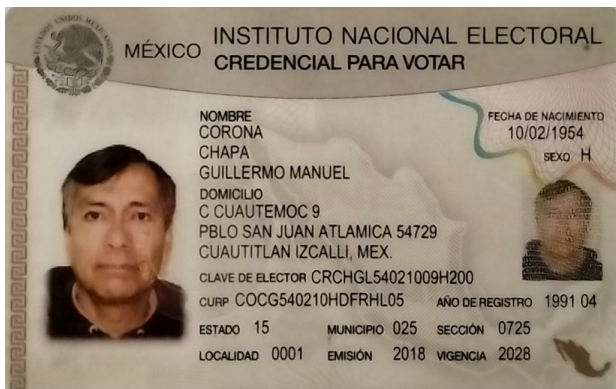 MÉXICO INSTITUTO NACIONAL ELECTORAL
CREDENCIAL PARA VOTAR
NOMBRE
CORONA
CHAPA
GUILLERMO MANUEL
FECHA DE NACIMIENTO
10/02/1954
SEXO H
DOMICILIO
C CUAUTEMOC 9
PBLO SAN JUAN ATLAMICA 54729
CUAUTITLAN IZCALLI, MEX.
CLAVE DE ELECTOR CRCHGL54021009H200
CURP COCG540210HDFRHL05 AÑO DE REGISTRO 1991 04
ESTADO 15 MUNICIPIO 025 SECCIÓN 0725
LOCALIDAD 0001 EMISIÓN 2018 VIGENCIA 2028